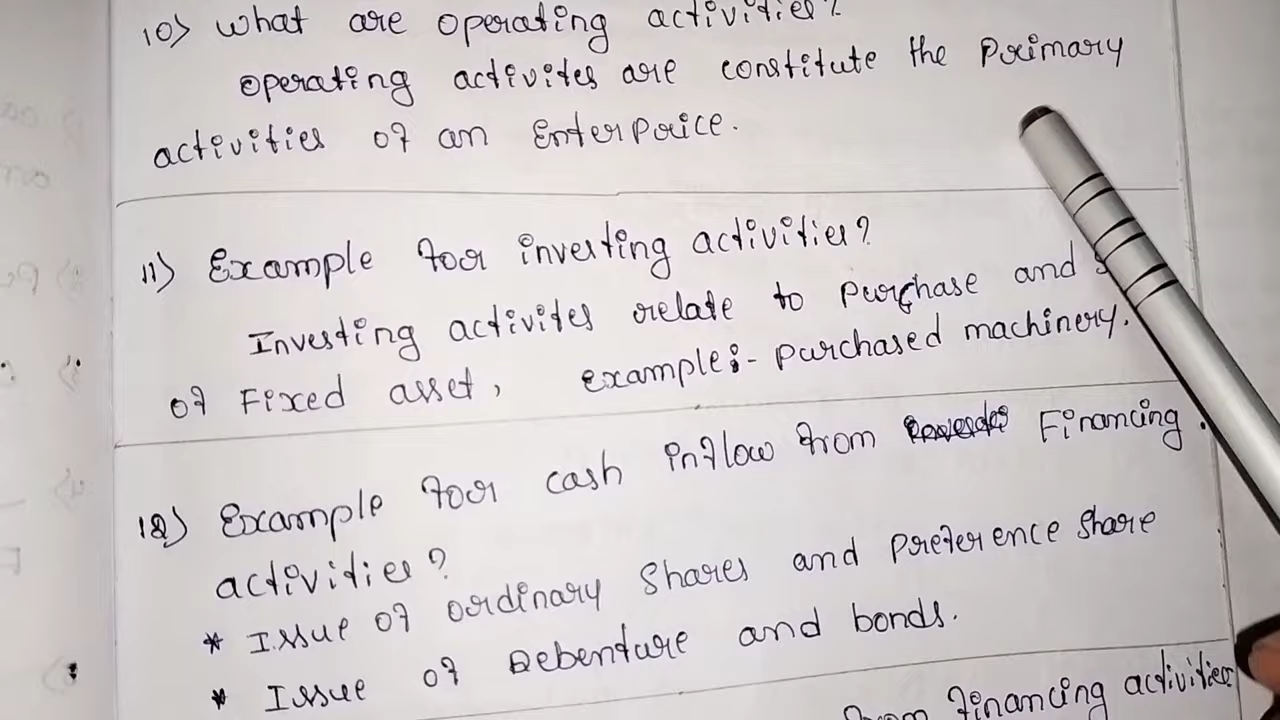 10) What are operating activities?
operating activites are constitute the primary
activities of an Enterprice.
11) Example for investing activities?
Investing activites relate to purchase and
of Fixed asset, example:- purchased machinery.
12) Example for cash inflow from Financing
activities?
* Issue of ordinary shares and preference share
* Issue of Debenture and bonds.
from financing activities